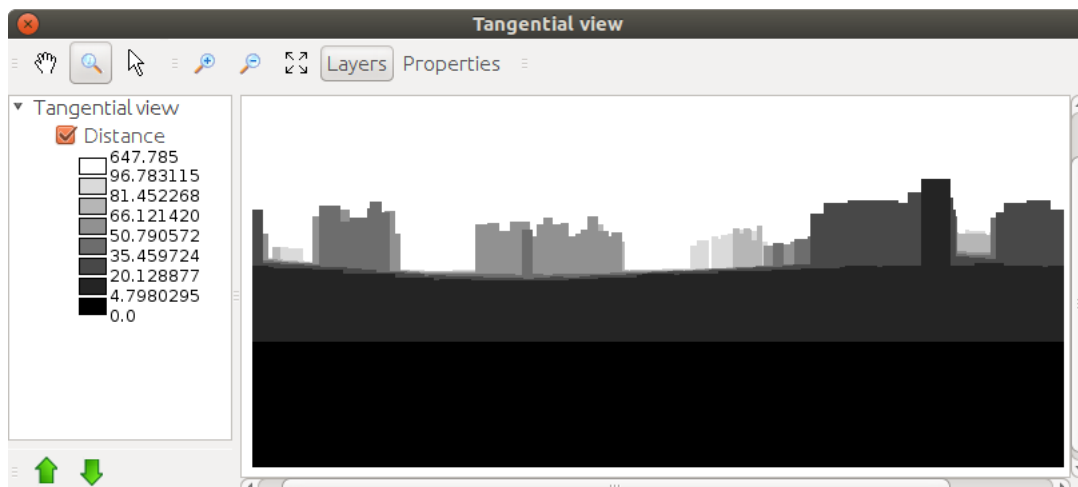 Tangential view
Layers Properties
Tangential view
Distance
647.785
96.783115
81.452268
66.121420
50.790572
35.459724
20.128877
4.7980295
0.0